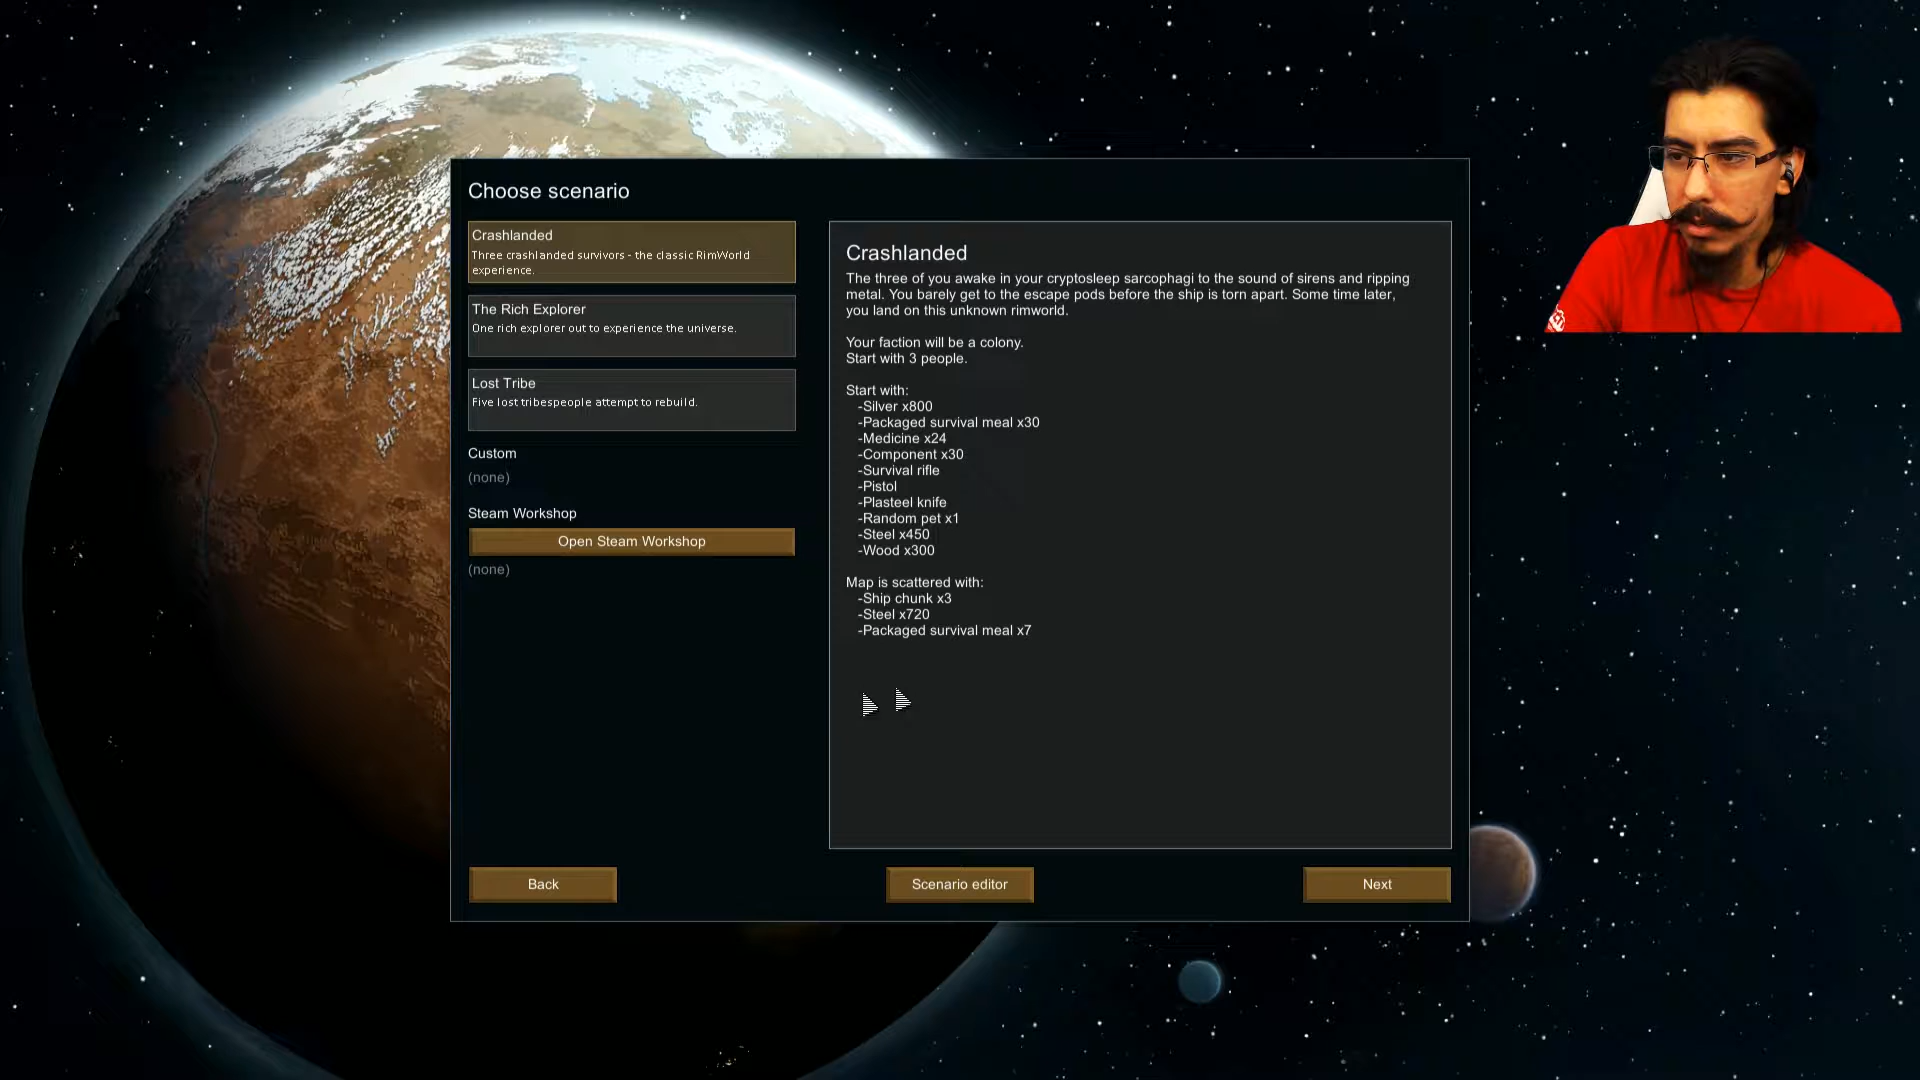 Choose scenario
Crashlanded
Three crashlanded survivors - the classic RimWorld
experience.
The Rich Explorer
One rich explorer out to experience the universe.
Lost Tribe
Five lost tribespeople attempt to rebuild.
Custom
(none)
Steam Workshop
Open Steam Workshop
(none)
Crashlanded
The three of you awake in your cryptosleep sarcophagi to the sound of sirens and ripping
metal. You barely get to the escape pods before the ship is torn apart. Some time later,
you land on this unknown rimworld.
Your faction will be a colony.
Start with 3 people.
Start with:
-Silver x800
-Packaged survival meal x30
-Medicine x24
-Component x30
-Survival rifle
-Pistol
-Plasteel knife
-Random pet x1
-Steel x450
-Wood x300
Map is scattered with:
-Ship chunk x3
-Steel x720
-Packaged survival meal x7
Back
Scenario editor
Next